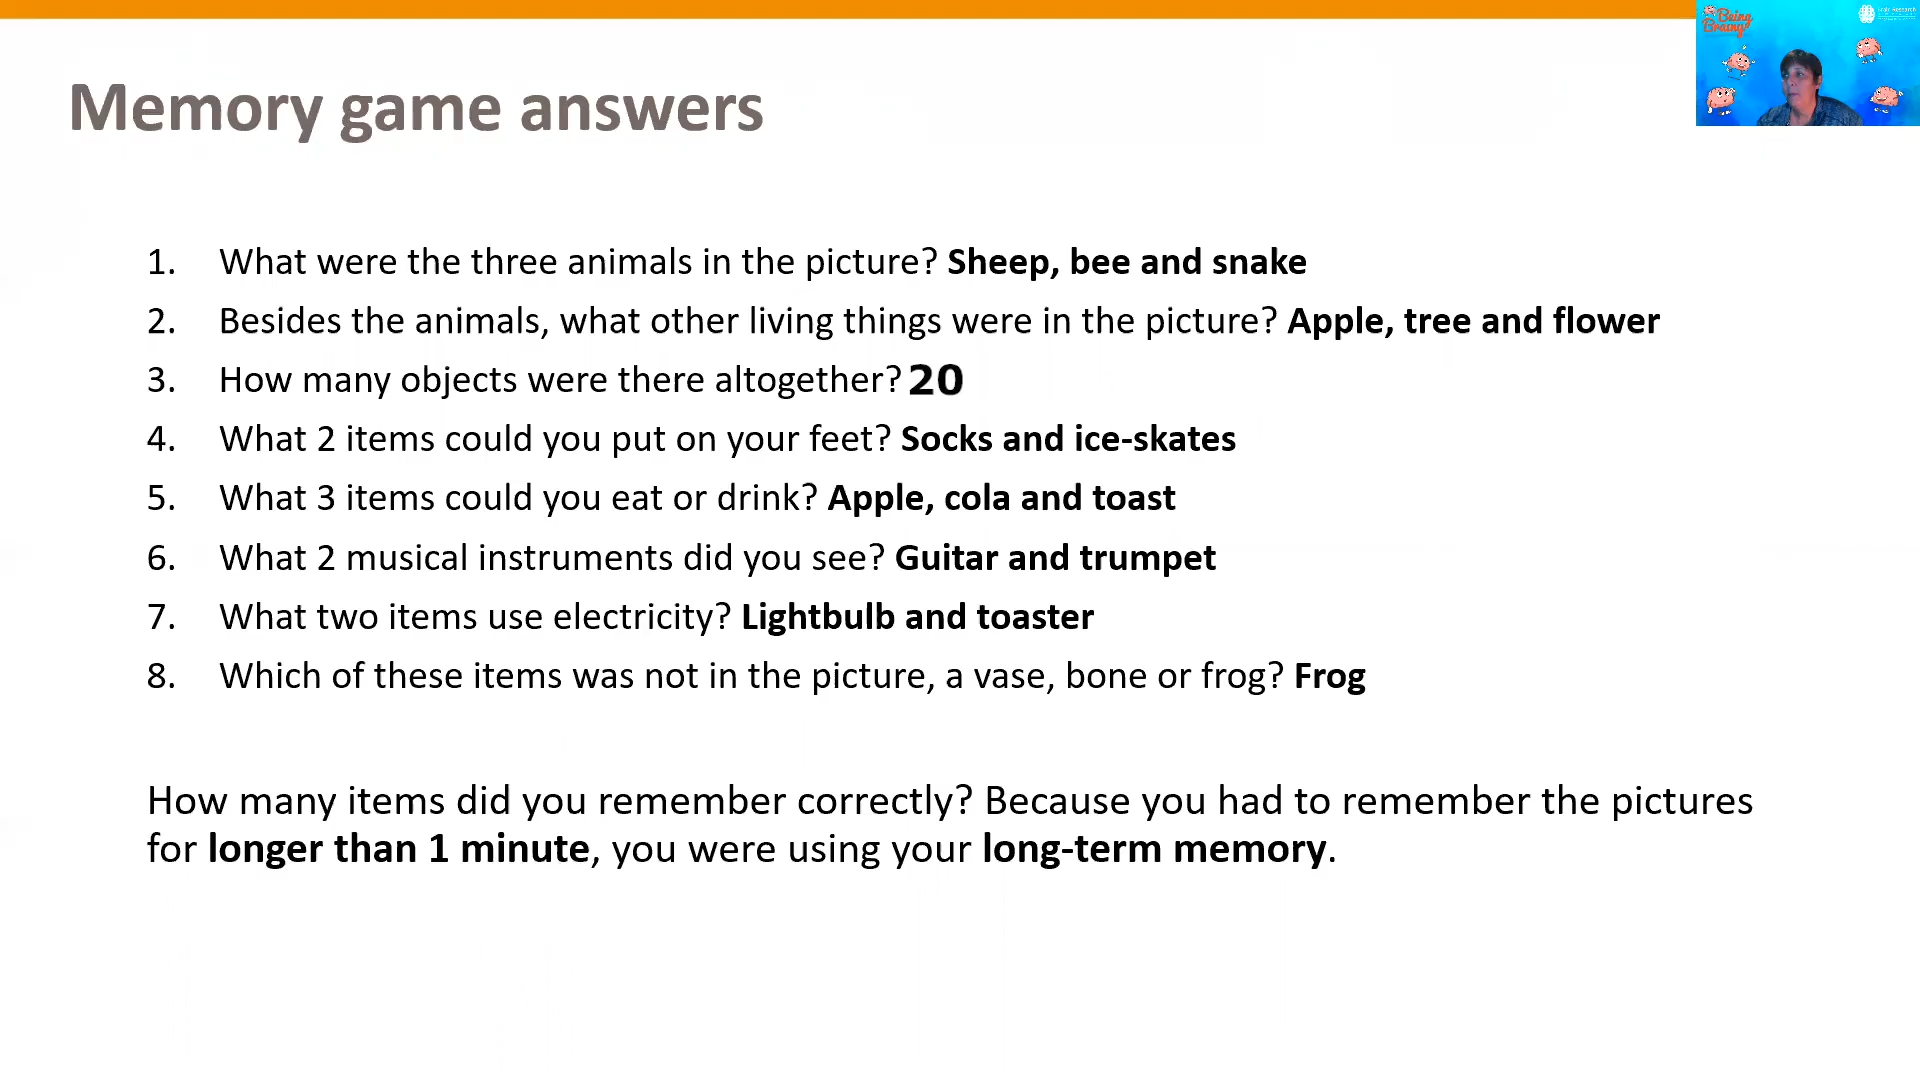 Being
Brainy
Brain Research
Memory game answers
1. What were the three animals in the picture? Sheep, bee and snake
2. Besides the animals, what other living things were in the picture? Apple, tree and flower
3. How many objects were there altogether? 20
4. What 2 items could you put on your feet? Socks and ice-skates
5. What 3 items could you eat or drink? Apple, cola and toast
6. What 2 musical instruments did you see? Guitar and trumpet
7. What two items use electricity? Lightbulb and toaster
8. Which of these items was not in the picture, a vase, bone or frog? Frog
How many items did you remember correctly? Because you had to remember the pictures
for longer than 1 minute, you were using your long-term memory.